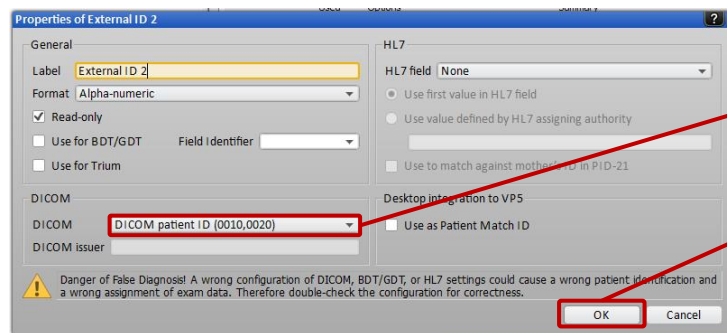 Used Options Summary
Properties of External ID 2
?
General
Label External ID 2
Format Alpha-numeric
Read-only
Use for BDT/GDT Field Identifier
Use for Trium
DICOM
DICOM DICOM patient ID (0010,0020)
DICOM issuer
HL7
HL7 field None
Use first value in HL7 field
Use value defined by HL7 assigning authority
Use to match against mother's ID in PID-21
Desktop integration to VP5
Use as Patient Match ID
Danger of False Diagnosis! A wrong configuration of DICOM, BDT/GDT, or HL7 settings could cause a wrong patient identification and
a wrong assignment of exam data. Therefore double-check the configuration for correctness.
OK Cancel